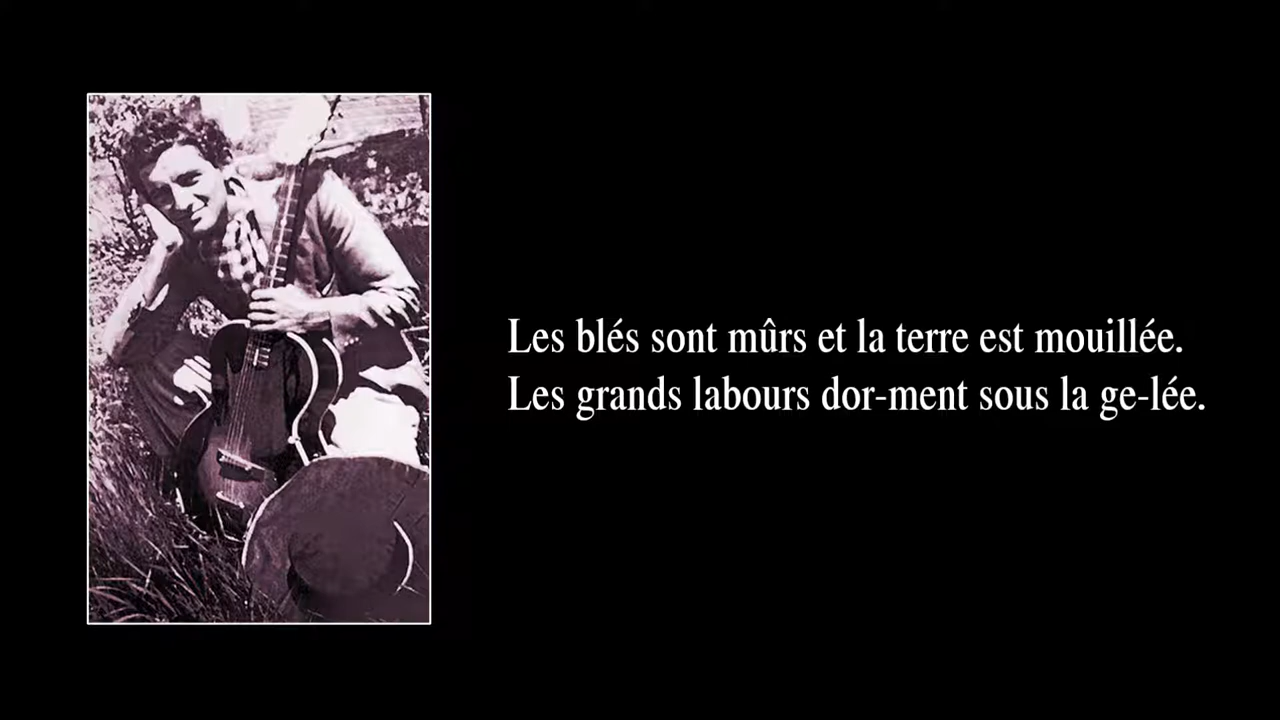 Les blés sont mûrs et la terre est mouillée.
Les grands labours dor-ment sous la ge-lée.